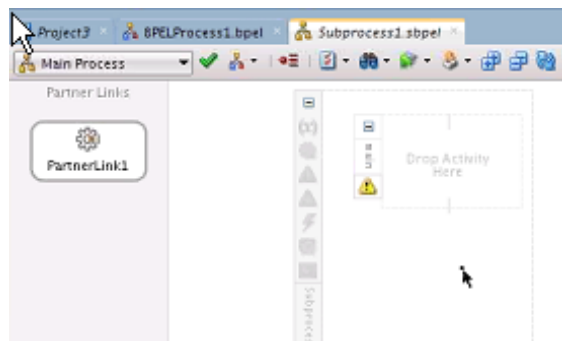 Project3
BPELProcess1.bpel
Subprocess1.sbpel
Main Process
Partner Links
(x)
PartnerLink1
Drop Activity
Here